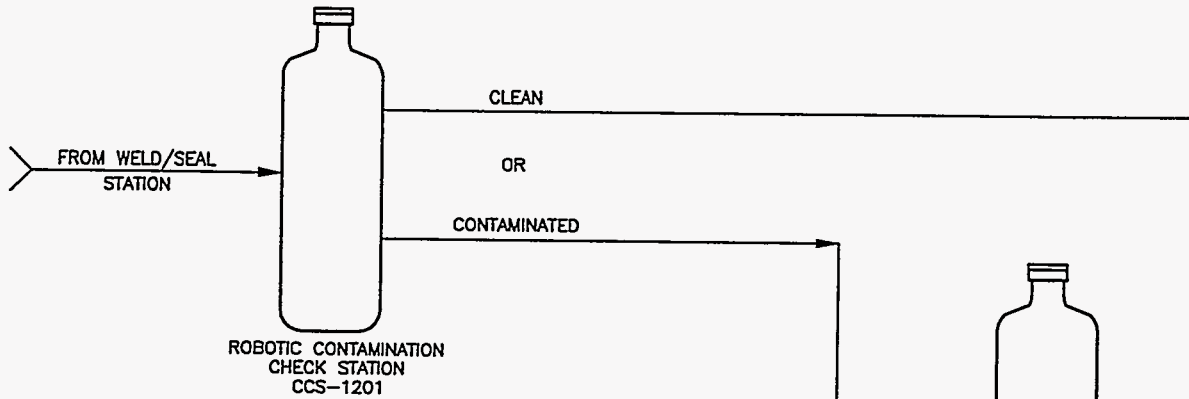 CLEAN
FROM WELD/SEAL
STATION
OR
CONTAMINATED
ROBOTIC CONTAMINATION
CHECK STATION
CCS-1201